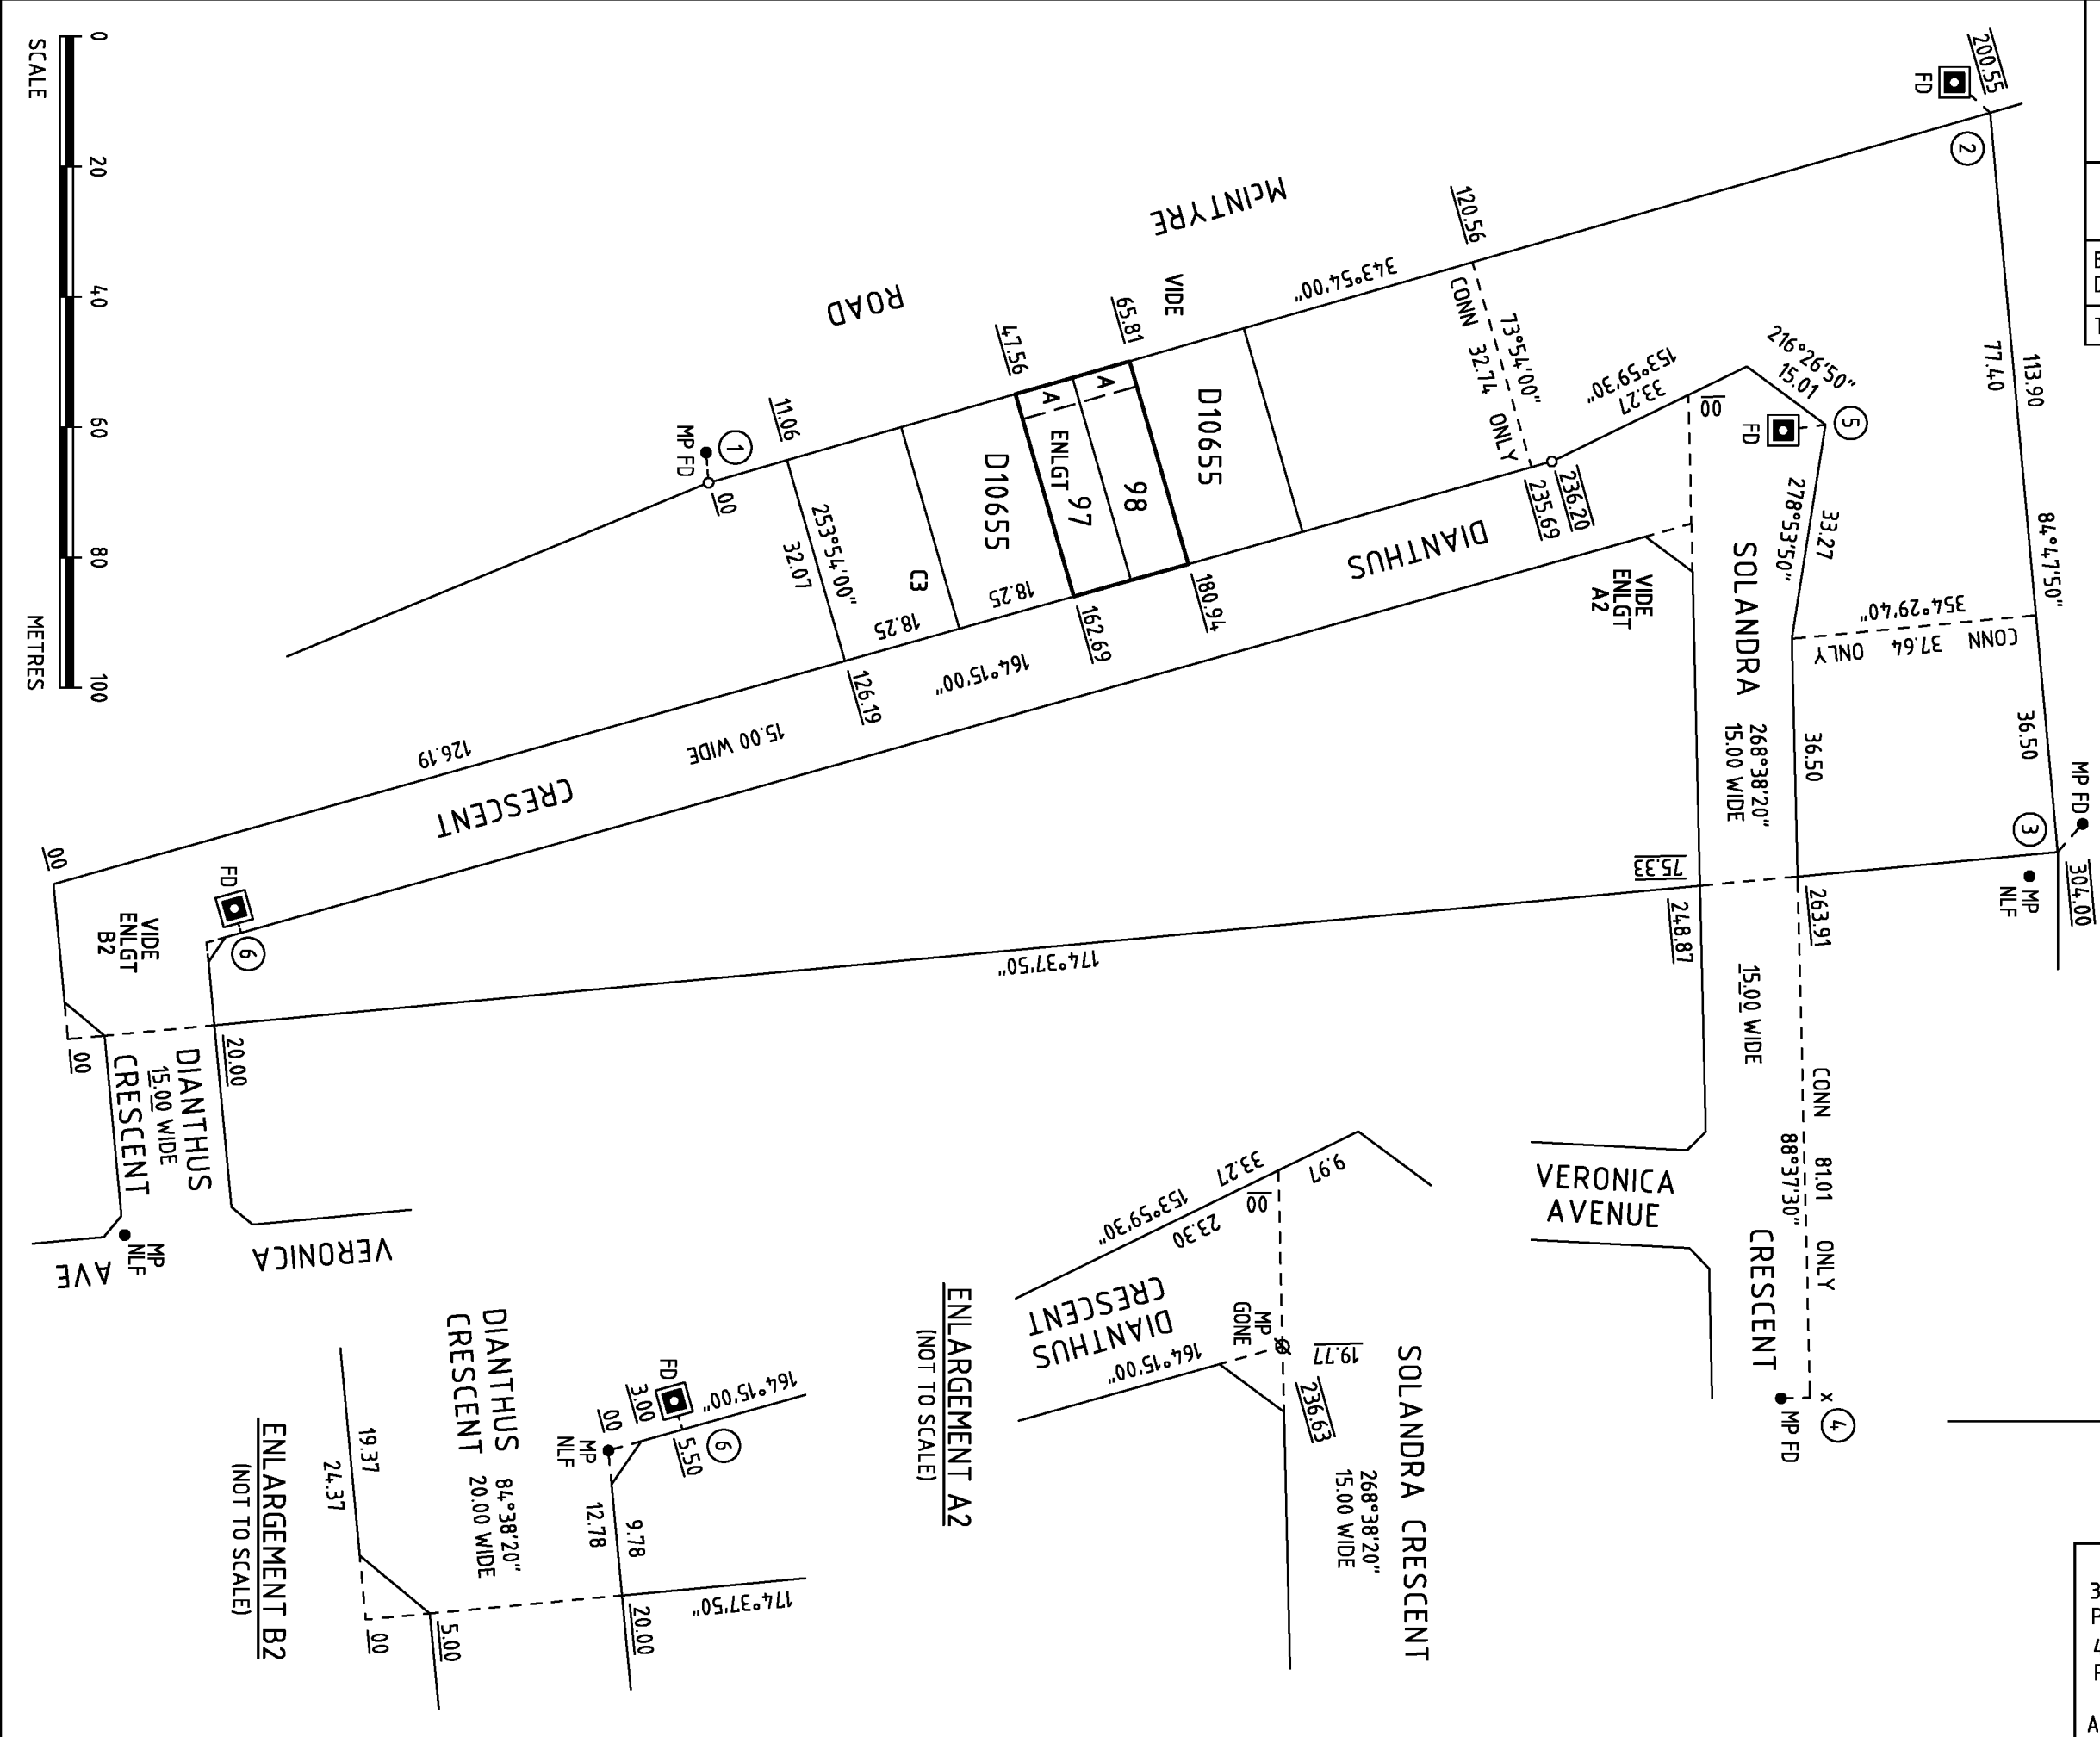 0 20 40 60 80 100
SCALE
METRES
200.55
FD
2
77.40
113.90
84°47'50"
354°29'40"
CONN 37.64 ONLY
36.50
MP FD
3
304.00
MP
NLF
McINTYRE
ROAD
VIDE
343°54'00"
120.56
73°54'00"
CONN 32.74 ONLY
65.81
47.56
11.06
MP FD
1
00
253°54'00"
32.07
C3
18.25
18.25
D10655
D10655
A
A
ENLGT
97
98
162.69
180.94
126.19
164°15'00"
15.00 WIDE
126.19
DIANTHUS
CRESCENT
235.69
236.20
153°59'30"
33.27
216°26'50"
15.01
5
FD
00
278°53'50"
33.27
SOLANDRA
268°38'20"
15.00 WIDE
36.50
VIDE
ENLGT
A2
75.33
248.87
263.91
15.00 WIDE
CONN 81.01 ONLY
88°37'30"
CRESCENT
x
4
MP FD
VERONICA
AVENUE
174°37'50"
00
FD
6
VIDE
ENLGT
B2
00
20.00
DIANTHUS
15.00 WIDE
CRESCENT
MP
NLF
AVE
VERONICA
9.97
33.27
153°59'30"
23.30
00
DIANTHUS
CRESCENT
MP
GONE
19.77
164°15'00"
236.63
SOLANDRA CRESCENT
268°38'20"
15.00 WIDE
ENLARGEMENT A2
(NOT TO SCALE)
DIANTHUS
CRESCENT
84°38'20"
20.00 WIDE
FD
164°15'00"
3.00
00
5.50
6
MP
NLF
9.78
12.78
19.37
24.37
174°37'50"
00
5.00
20.00
ENLARGEMENT B2
(NOT TO SCALE)